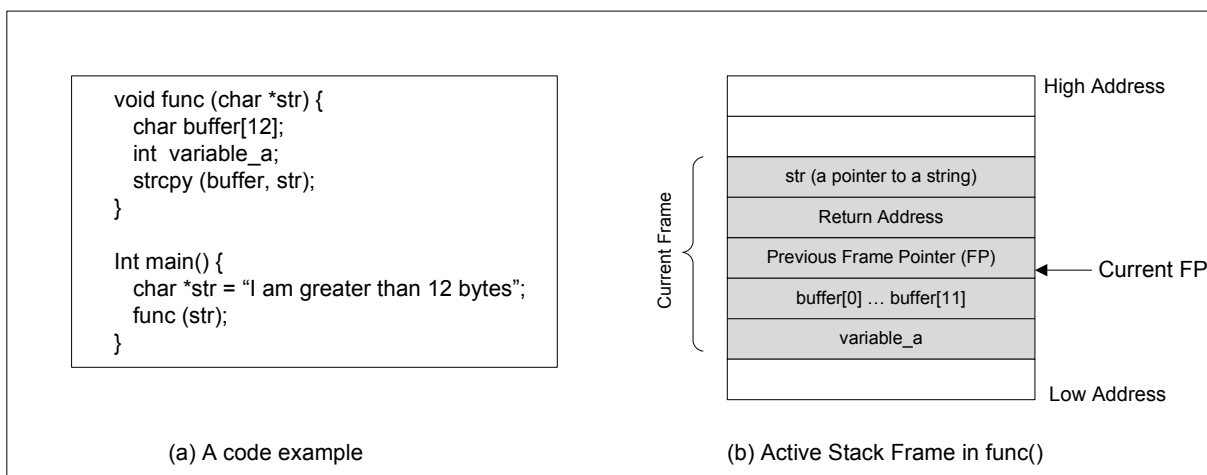 void func (char *str) {
char buffer[12];
int variable_a;
strcpy (buffer, str);
}
Int main() {
char *str = “I am greater than 12 bytes”;
func (str);
}
(a) A code example
High Address
str (a pointer to a string)
Return Address
Previous Frame Pointer (FP)
buffer[0] … buffer[11]
variable_a
Current Frame
Current FP
Low Address
(b) Active Stack Frame in func()